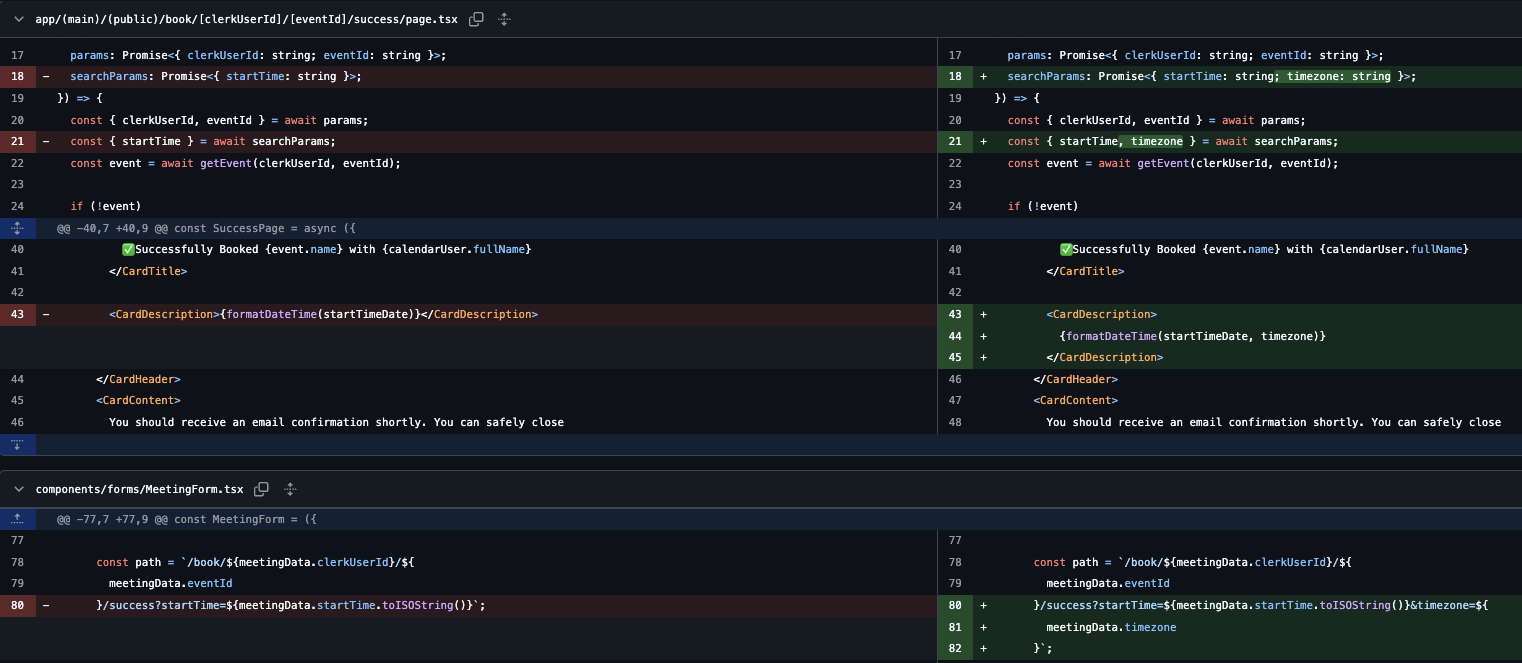 app/(main)/(public)/book/[clerkUserId]/[eventId]/success/page.tsx
17 params: Promise<{ clerkUserId: string; eventId: string }>;
18 - searchParams: Promise<{ startTime: string }>;
19 }) => {
20 const { clerkUserId, eventId } = await params;
21 - const { startTime } = await searchParams;
22 const event = await getEvent(clerkUserId, eventId);
23
24 if (!event)
@@ -40,7 +40,9 @@ const SuccessPage = async ({
40 ✅Successfully Booked {event.name} with {calendarUser.fullName}
41 </CardTitle>
42
43 - <CardDescription>{formatDateTime(startTimeDate)}</CardDescription>
44 </CardHeader>
45 <CardContent>
46 You should receive an email confirmation shortly. You can safely close
17 params: Promise<{ clerkUserId: string; eventId: string }>;
18 + searchParams: Promise<{ startTime: string; timezone: string }>;
19 }) => {
20 const { clerkUserId, eventId } = await params;
21 + const { startTime, timezone } = await searchParams;
22 const event = await getEvent(clerkUserId, eventId);
23
24 if (!event)
40 ✅Successfully Booked {event.name} with {calendarUser.fullName}
41 </CardTitle>
42
43 + <CardDescription>
44 + {formatDateTime(startTimeDate, timezone)}
45 + </CardDescription>
46 </CardHeader>
47 <CardContent>
48 You should receive an email confirmation shortly. You can safely close
components/forms/MeetingForm.tsx
@@ -77,7 +77,9 @@ const MeetingForm = ({
77
78 const path = `/book/${meetingData.clerkUserId}/${
79 meetingData.eventId
80 - }/success?startTime=${meetingData.startTime.toISOString()}`;
77
78 const path = `/book/${meetingData.clerkUserId}/${
79 meetingData.eventId
80 + }/success?startTime=${meetingData.startTime.toISOString()}&timezone=${
81 + meetingData.timezone
82 + }`;